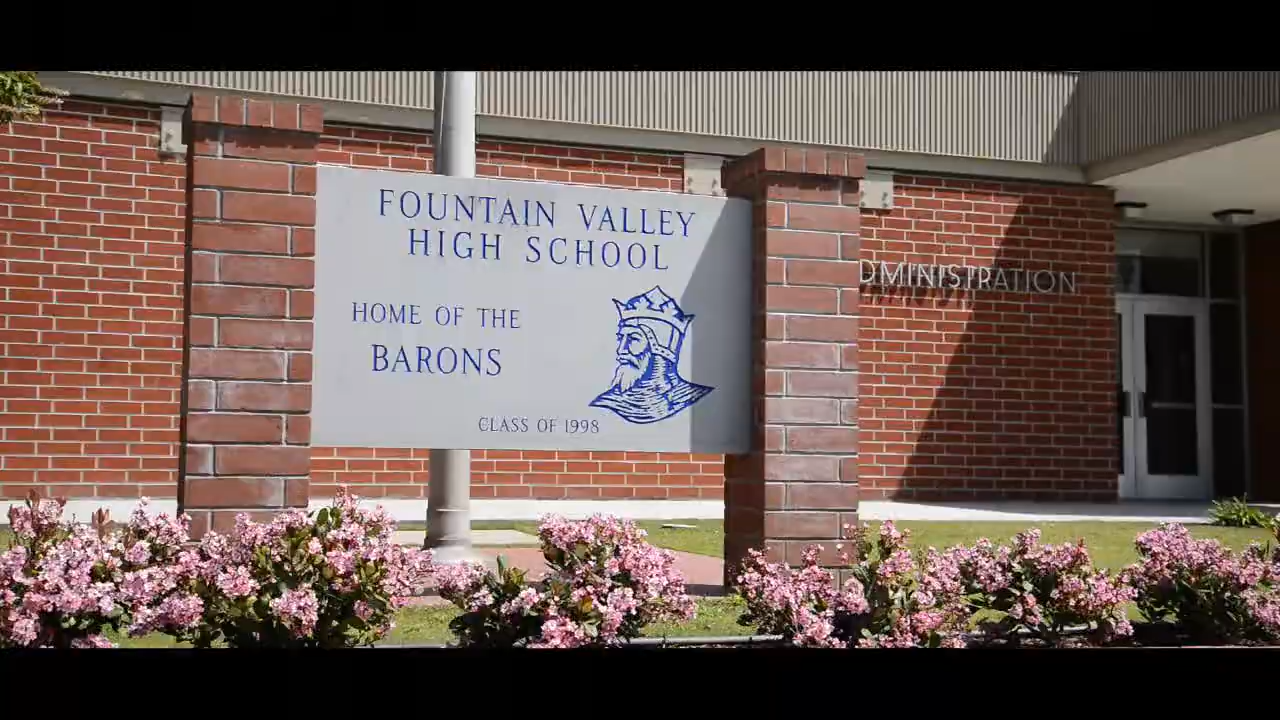 FOUNTAIN VALLEY
HIGH SCHOOL
HOME OF THE
BARONS
CLASS OF 1998
DMINISTRATION